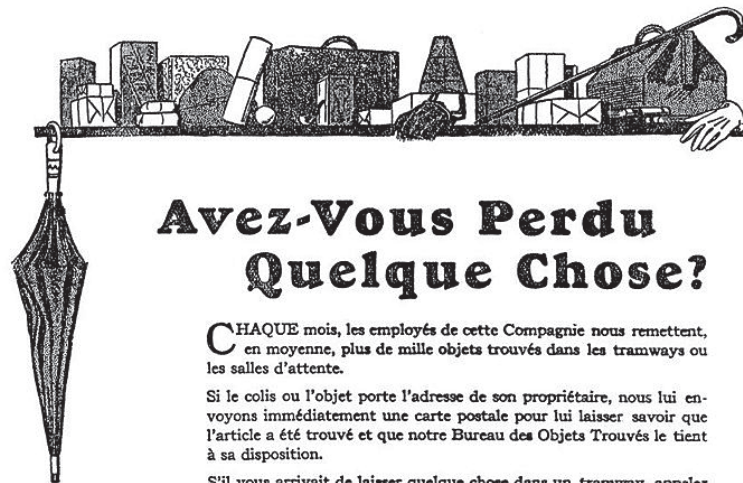 Avez-Vous Perdu
Quelque Chose?
CHAQUE mois, les employés de cette Compagnie nous remettent,
en moyenne, plus de mille objets trouvés dans les tramways ou
les salles d'attente.
Si le colis ou l'objet porte l'adresse de son propriétaire, nous lui en-
voyons immédiatement une carte postale pour lui laisser savoir que
l'article a été trouvé et que notre Bureau des Objets Trouvés le tient
à sa disposition.
S'il vous arrivait de laisser quelque chose dans un tramway, appelez